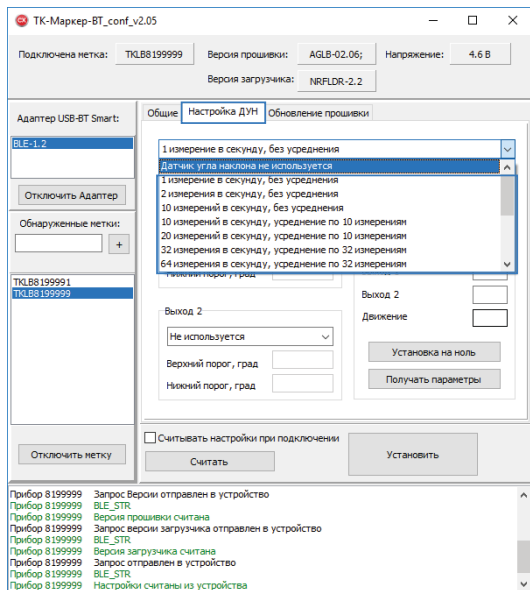 ТК-Маркер-BT_conf_v2.05
Подключена метка: TKLB8199999 Версия прошивки: AGLB-02.06; Напряжение: 4.6 В
Версия загрузчика: NRFLDR-2.2
Адаптер USB-BT Smart:
BLE-1.2
Отключить Адаптер
Обнаруженные метки:
+
TKLB8199991
TKLB8199999
Отключить метку
Общие Настройка ДУН Обновление прошивки
1 измерение в секунду, без усреднения
Датчик угла наклона не используется
1 измерение в секунду, без усреднения
2 измерения в секунду, без усреднения
10 измерений в секунду, без усреднения
10 измерений в секунду, усреднение по 10 измерениям
20 измерений в секунду, усреднение по 10 измерениям
32 измерения в секунду, усреднение по 32 измерениям
64 измерения в секунду, усреднение по 32 измерениям
Нижний порог, град
Выход 2
Не используется
Верхний порог, град
Нижний порог, град
Выход 2
Движение
Установка на ноль
Получать параметры
Считывать настройки при подключении
Считать
Установить
Прибор 8199999 Запрос Версии отправлен в устройство
Прибор 8199999 BLE_STR
Прибор 8199999 Версия прошивки считана
Прибор 8199999 Запрос версии загрузчика отправлен в устройство
Прибор 8199999 BLE_STR
Прибор 8199999 Версия загрузчика считана
Прибор 8199999 Запрос отправлен в устройство
Прибор 8199999 BLE_STR
Прибор 8199999 Настройки считаны из устройства